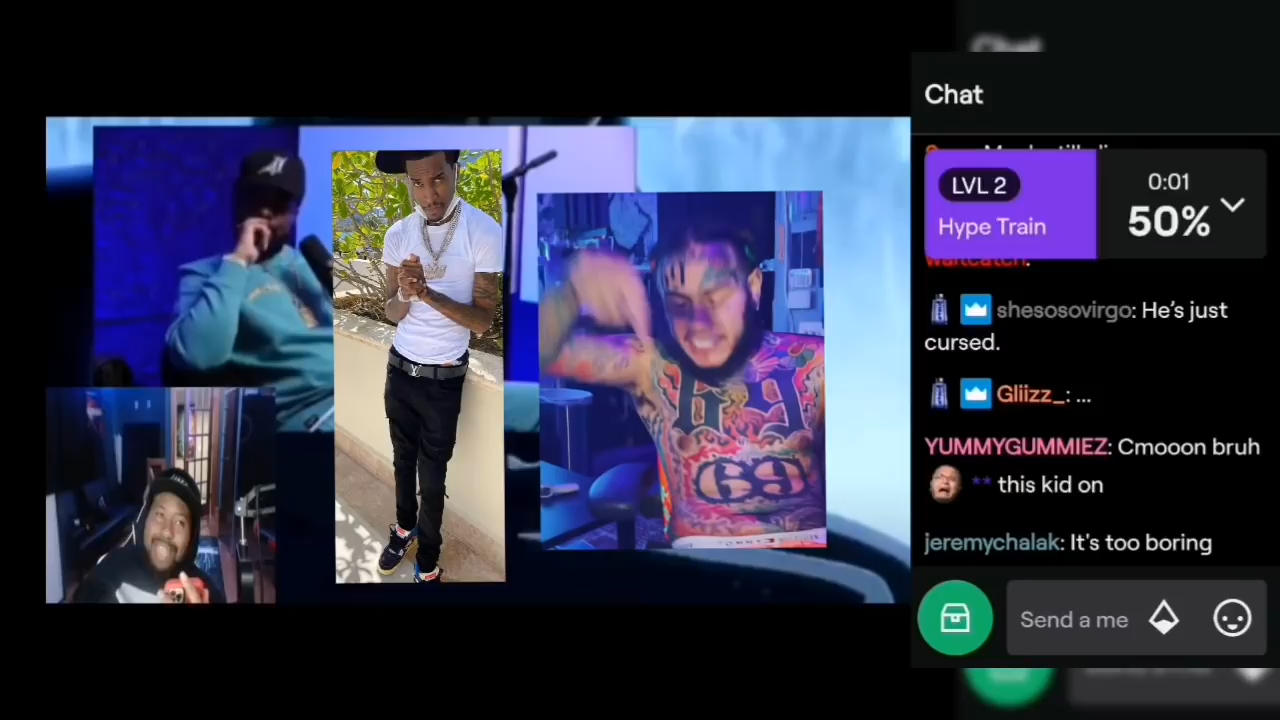 Chat
LVL 2
Hype Train
0:01
50%
waitcatch.
shesosovirgo: He's just
cursed.
Gliizz_: ...
YUMMYGUMMIEZ: Cmooon bruh
** this kid on
jeremychalak: It's too boring
Send a me
69
69